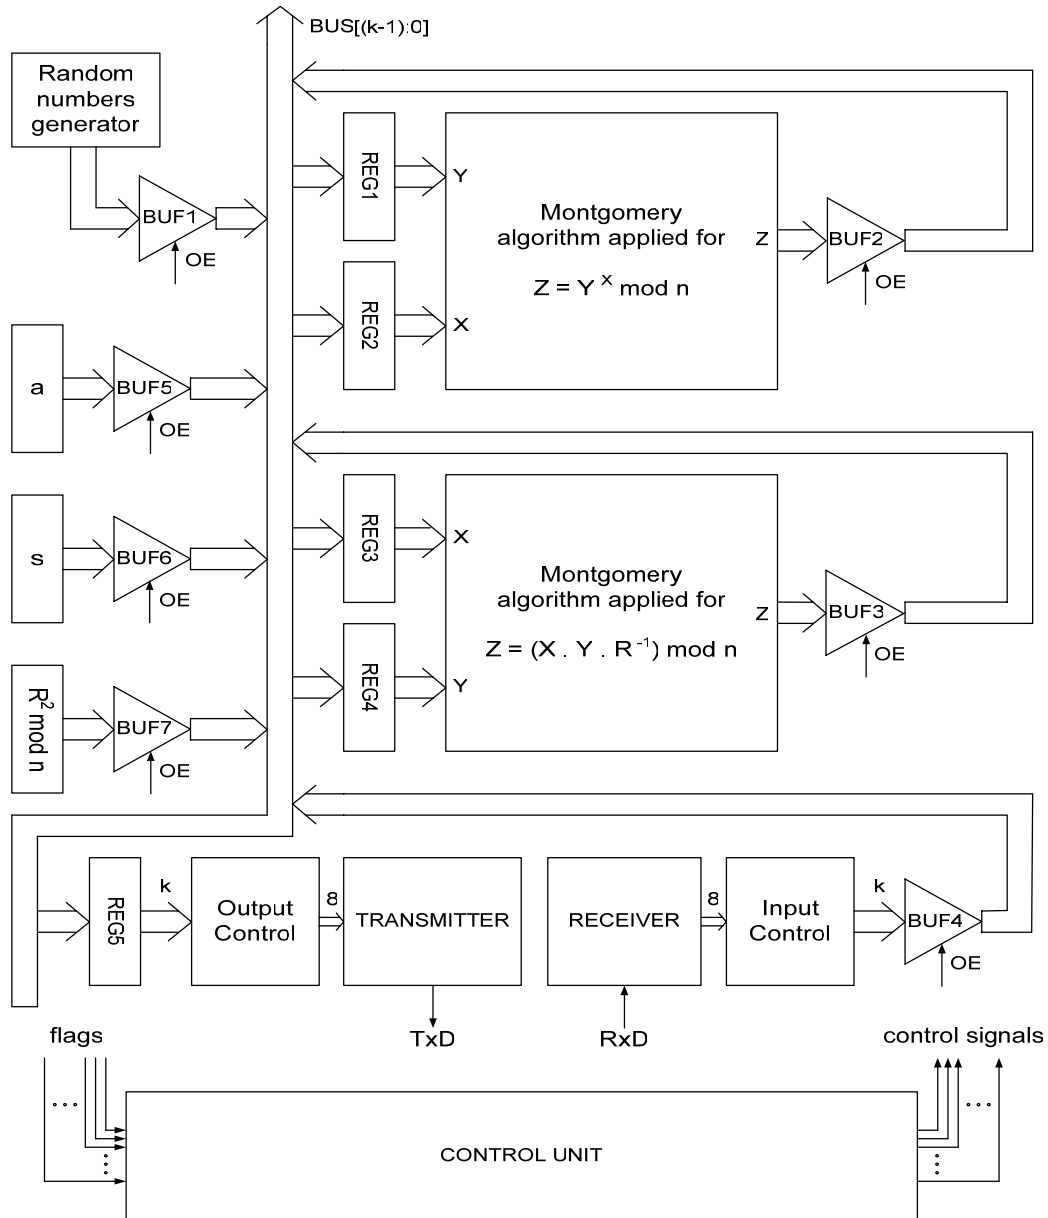 BUS[(k-1):0]
Random
numbers
generator
BUF1
OE
REG1
Y
Montgomery
algorithm applied for
Z = Y^X mod n
Z
BUF2
OE
REG2
X
a
BUF5
OE
s
BUF6
OE
REG3
X
Montgomery
algorithm applied for
Z = (X . Y . R^-1) mod n
Z
BUF3
OE
REG4
Y
R² mod n
BUF7
OE
REG5
k
Output
Control
8
TRANSMITTER
RECEIVER
8
Input
Control
k
BUF4
OE
TxD
RxD
flags
control signals
CONTROL UNIT